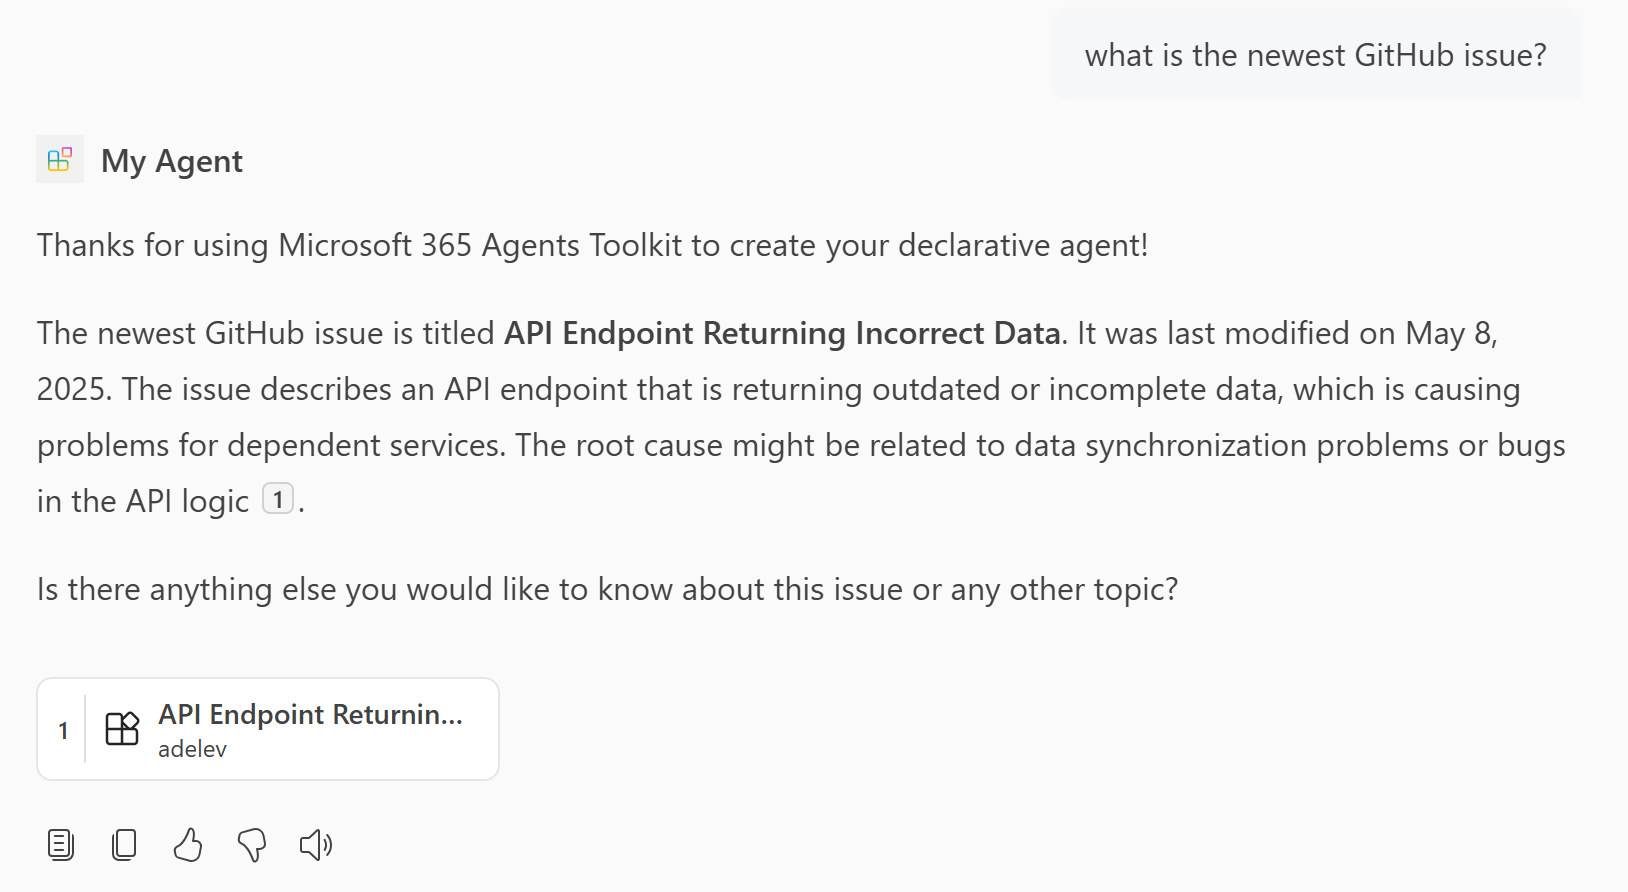 what is the newest GitHub issue?
My Agent
Thanks for using Microsoft 365 Agents Toolkit to create your declarative agent!
The newest GitHub issue is titled API Endpoint Returning Incorrect Data. It was last modified on May 8,
2025. The issue describes an API endpoint that is returning outdated or incomplete data, which is causing
problems for dependent services. The root cause might be related to data synchronization problems or bugs
in the API logic 1.
Is there anything else you would like to know about this issue or any other topic?
1
API Endpoint Returnin...
adelev